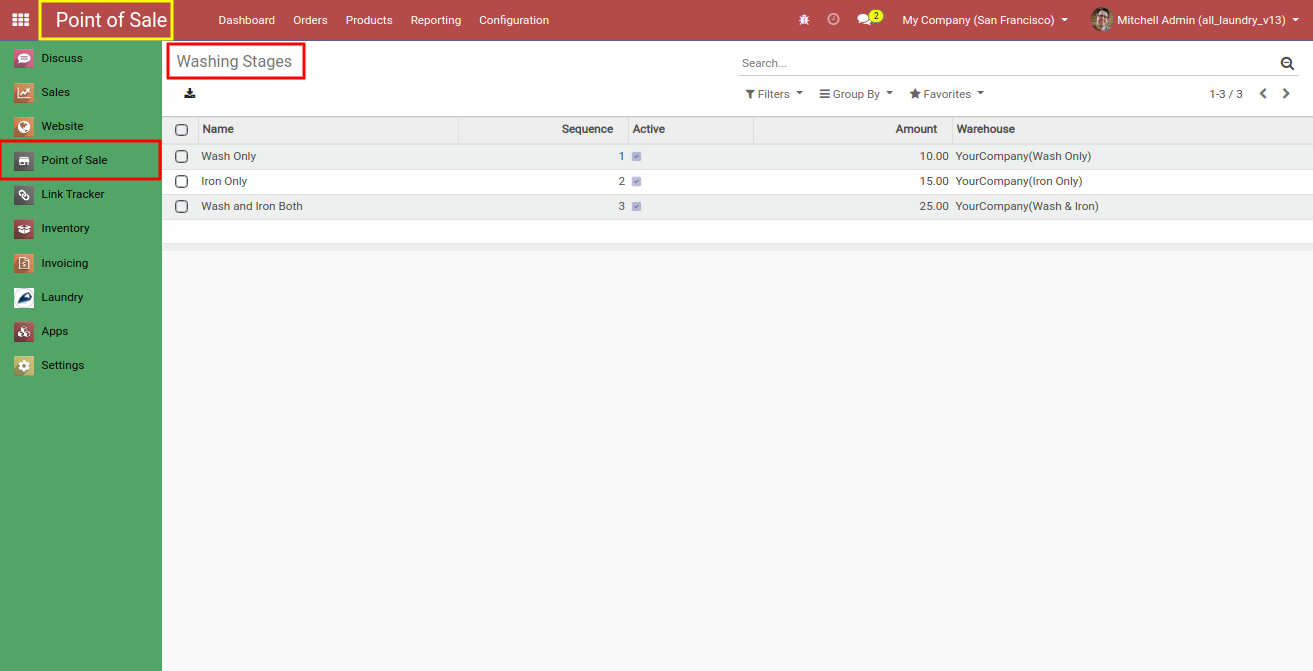 Point of Sale Dashboard Orders Products Reporting Configuration 2 My Company (San Francisco) Mitchell Admin (all_laundry_v13)
Discuss
Sales
Website
Point of Sale
Link Tracker
Inventory
Invoicing
Laundry
Apps
Settings
Washing Stages
Search...
Filters Group By Favorites 1-3 / 3
Name Sequence Active Amount Warehouse
Wash Only 1 10.00 YourCompany(Wash Only)
Iron Only 2 15.00 YourCompany(Iron Only)
Wash and Iron Both 3 25.00 YourCompany(Wash & Iron)